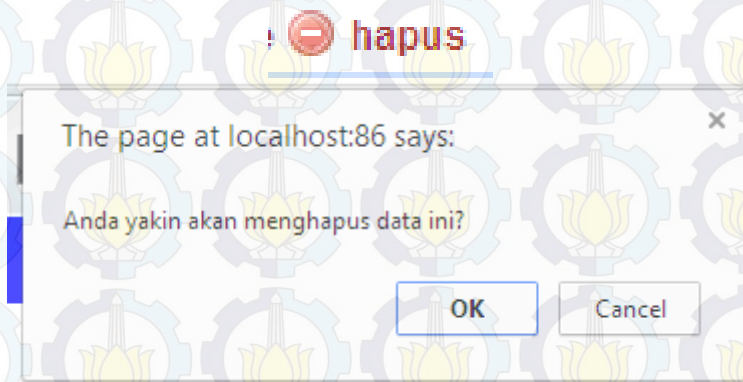 hapus
The page at localhost:86 says:
Anda yakin akan menghapus data ini?
OK
Cancel